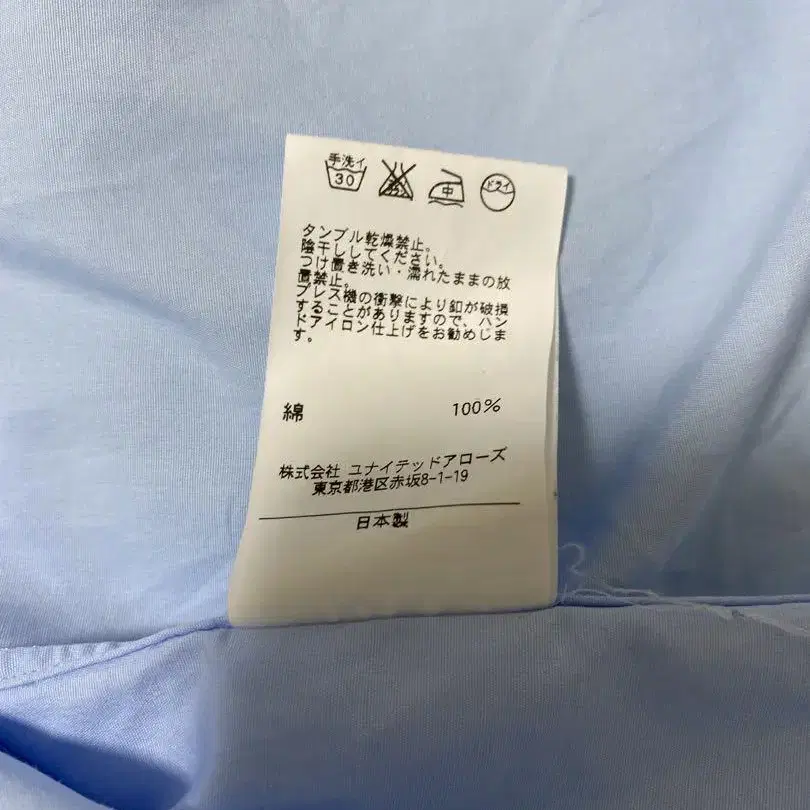 手洗イ
30
中
ドライ
タンブル乾燥禁止。
陰干ししてください。
つけ置き洗い・濡れたままの放
置禁止。
プレス機の衝撃により釦が破損
することがありますので、ハン
ドアイロン仕上げをお勧めしま
す。
綿 100%
株式会社 ユナイテッドアローズ
東京都港区赤坂8-1-19
日本製